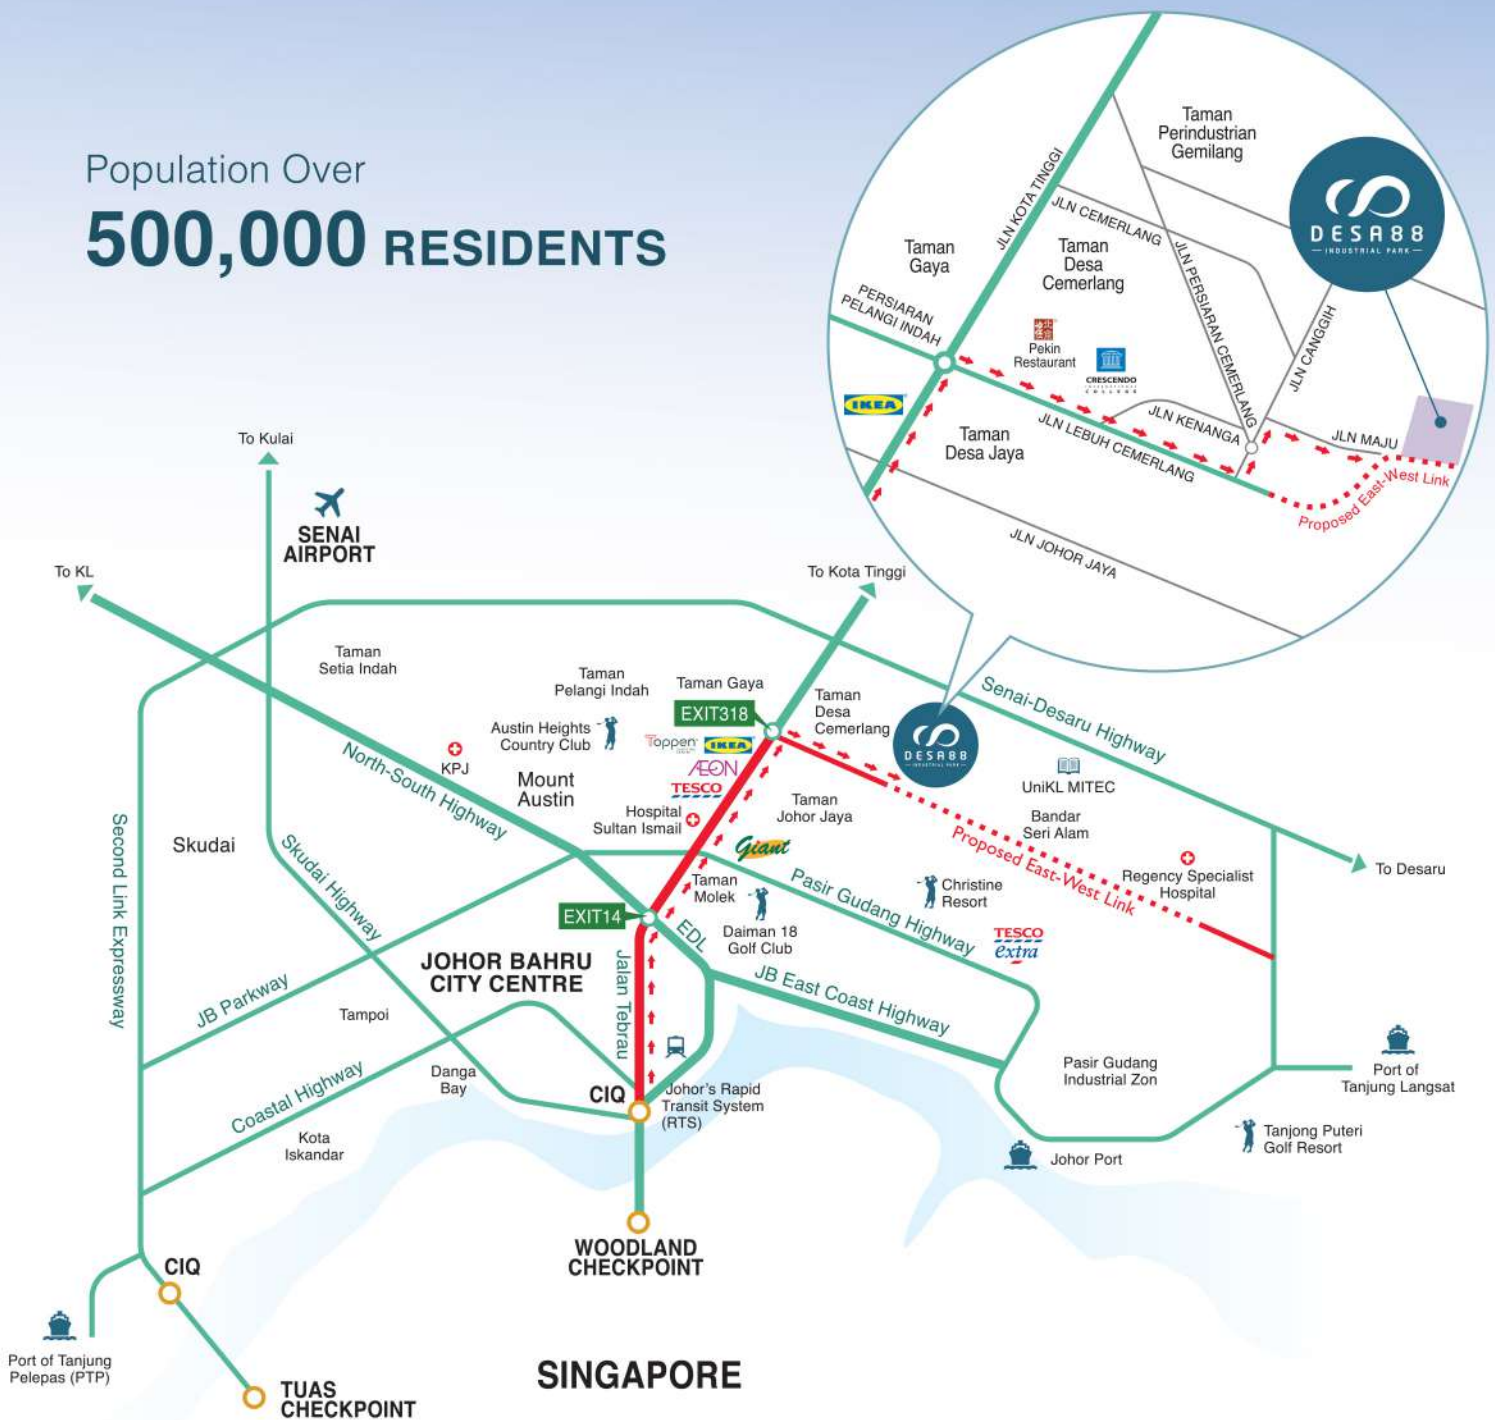 Population Over
500,000 RESIDENTS
Taman
Perindustrian
Gemilang
DESA88
INDUSTRIAL PARK
JLN KOTA TINGGI
JLN CEMERLANG
Taman
Gaya
Taman
Desa
Cemerlang
JLN PERSIARAN CEMERLANG
PERSIARAN
PELANGI INDAH
JLN CANGGIH
北京
樓
Pekin
Restaurant
CRESCENDO
INTERNATIONAL
COLLEGE
IKEA
JLN KENANGA
JLN MAJU
Taman
Desa Jaya
JLN LEBUH CEMERLANG
Proposed East-West Link
JLN JOHOR JAYA
To Kulai
SENAI
AIRPORT
To KL
To Kota Tinggi
Taman
Setia Indah
Taman
Pelangi Indah
Taman Gaya
Taman
Desa
Cemerlang
Senai-Desaru Highway
EXIT318
Austin Heights
Country Club
Toppen
IKEA
DESA88
INDUSTRIAL PARK
North-South Highway
KPJ
ÆON
TESCO
Mount
Austin
UniKL MITEC
Hospital
Sultan Ismail
Taman
Johor Jaya
Bandar
Seri Alam
Second Link Expressway
Skudai
Skudai Highway
Giant
Proposed East-West Link
Regency Specialist
Hospital
To Desaru
Taman
Molek
Pasir Gudang Highway
Christine
Resort
EXIT14
EDL
Daiman 18
Golf Club
TESCO
extra
JOHOR BAHRU
CITY CENTRE
Jalan Tebrau
JB East Coast Highway
JB Parkway
Tampoi
Danga
Bay
Coastal Highway
CIQ
Johor's Rapid
Transit System
(RTS)
Pasir Gudang
Industrial Zon
Port of
Tanjung Langsat
Kota
Iskandar
Johor Port
Tanjong Puteri
Golf Resort
WOODLAND
CHECKPOINT
CIQ
Port of Tanjung
Pelepas (PTP)
SINGAPORE
TUAS
CHECKPOINT